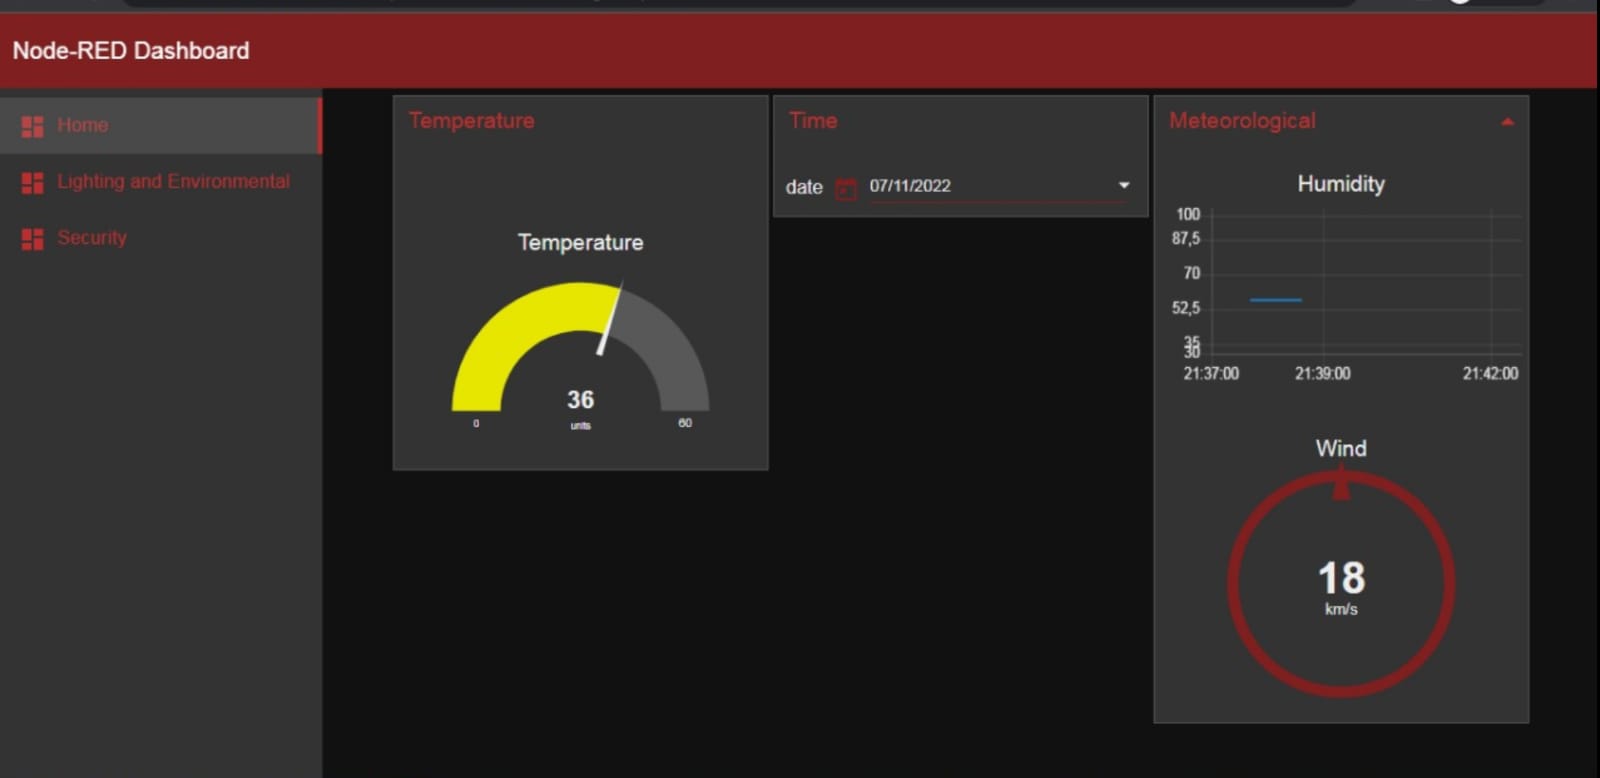 Node-RED Dashboard
Home
Lighting and Environmental
Security
Temperature
Temperature
36
units
0
60
Time
date 07/11/2022
Meteorological
Humidity
100
87,5
70
52,5
35
30
21:37:00 21:39:00 21:42:00
Wind
18
km/s